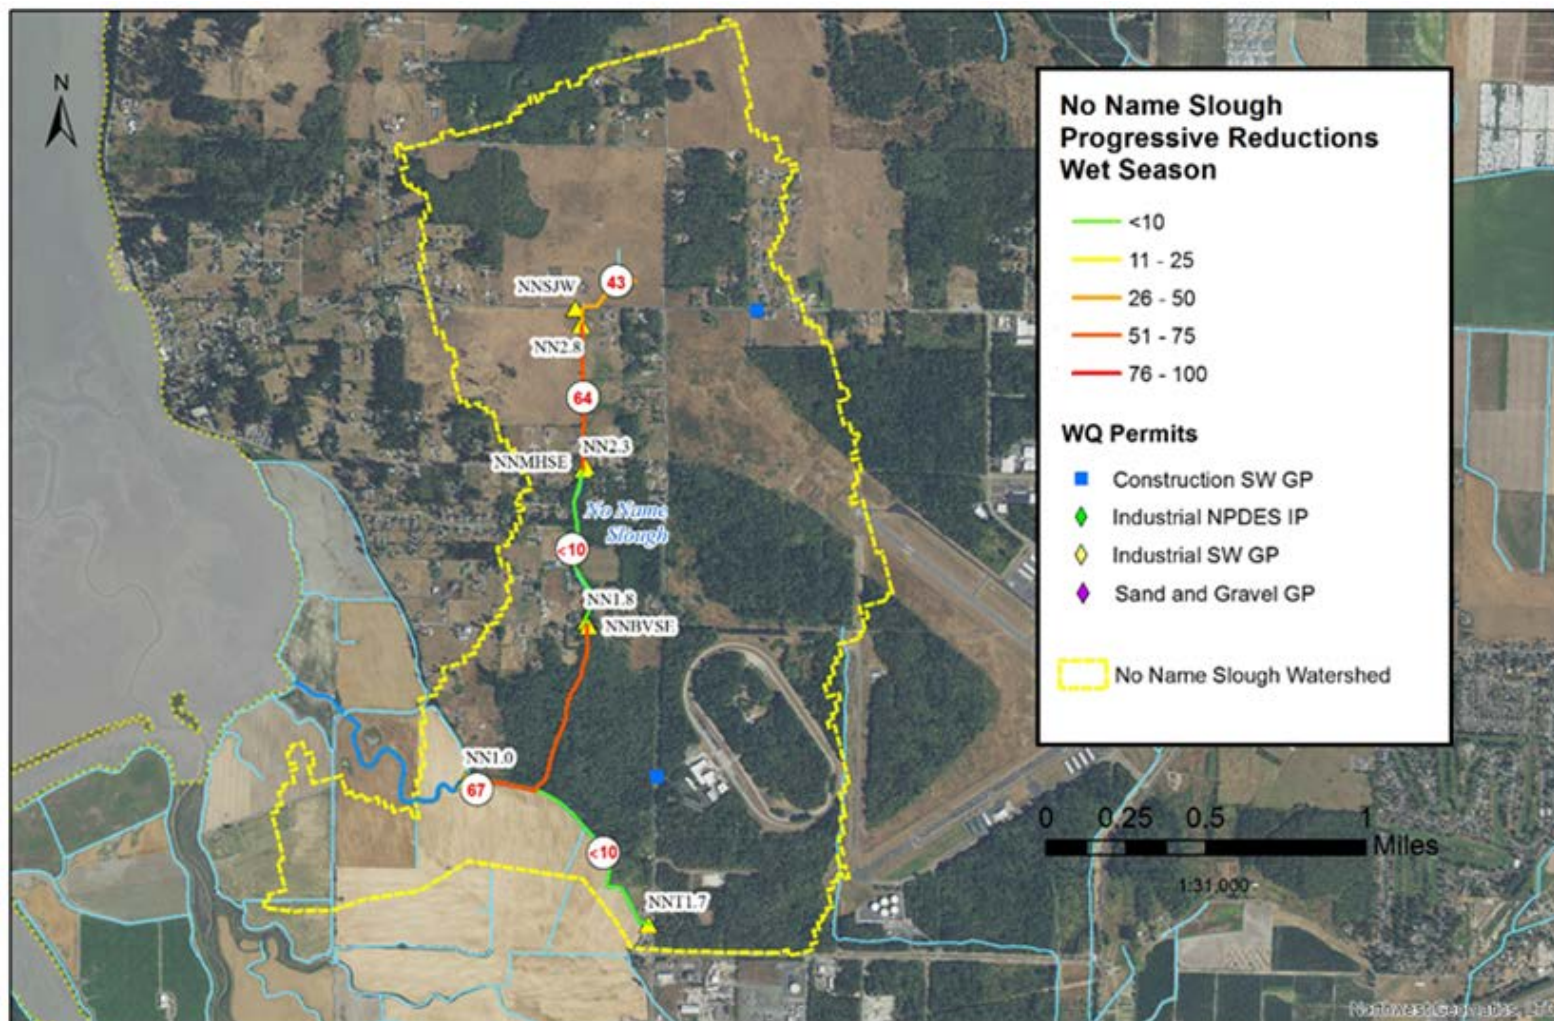 N
No Name Slough
Progressive Reductions
Wet Season
<10
11 - 25
26 - 50
51 - 75
76 - 100
WQ Permits
Construction SW GP
Industrial NPDES IP
Industrial SW GP
Sand and Gravel GP
No Name Slough Watershed
43
NNSJW
NN2.8
64
NN2.3
NNMHSE
No Name
Slough
<10
NN1.8
NNBVSE
NN1.0
67
<10
NNT1.7
0 0.25 0.5 1
Miles
1:31,000